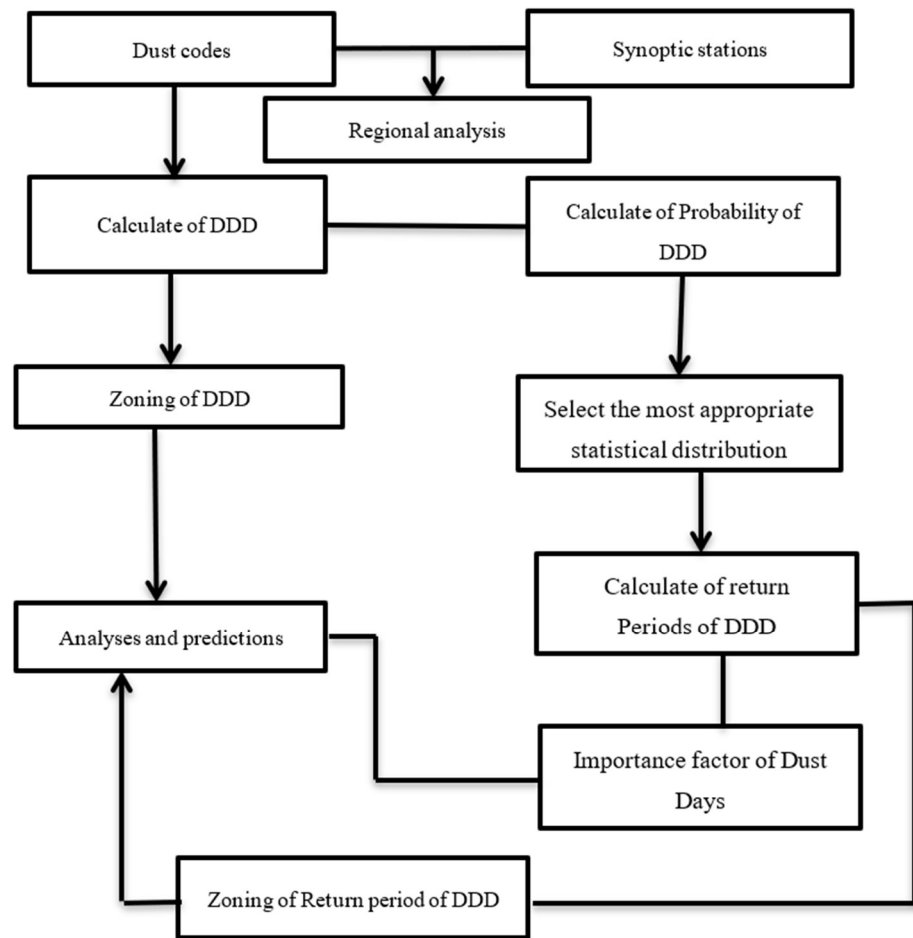 Dust codes
Synoptic stations
Regional analysis
Calculate of DDD
Calculate of Probability of
DDD
Zoning of DDD
Select the most appropriate
statistical distribution
Calculate of return
Periods of DDD
Analyses and predictions
Importance factor of Dust
Days
Zoning of Return period of DDD